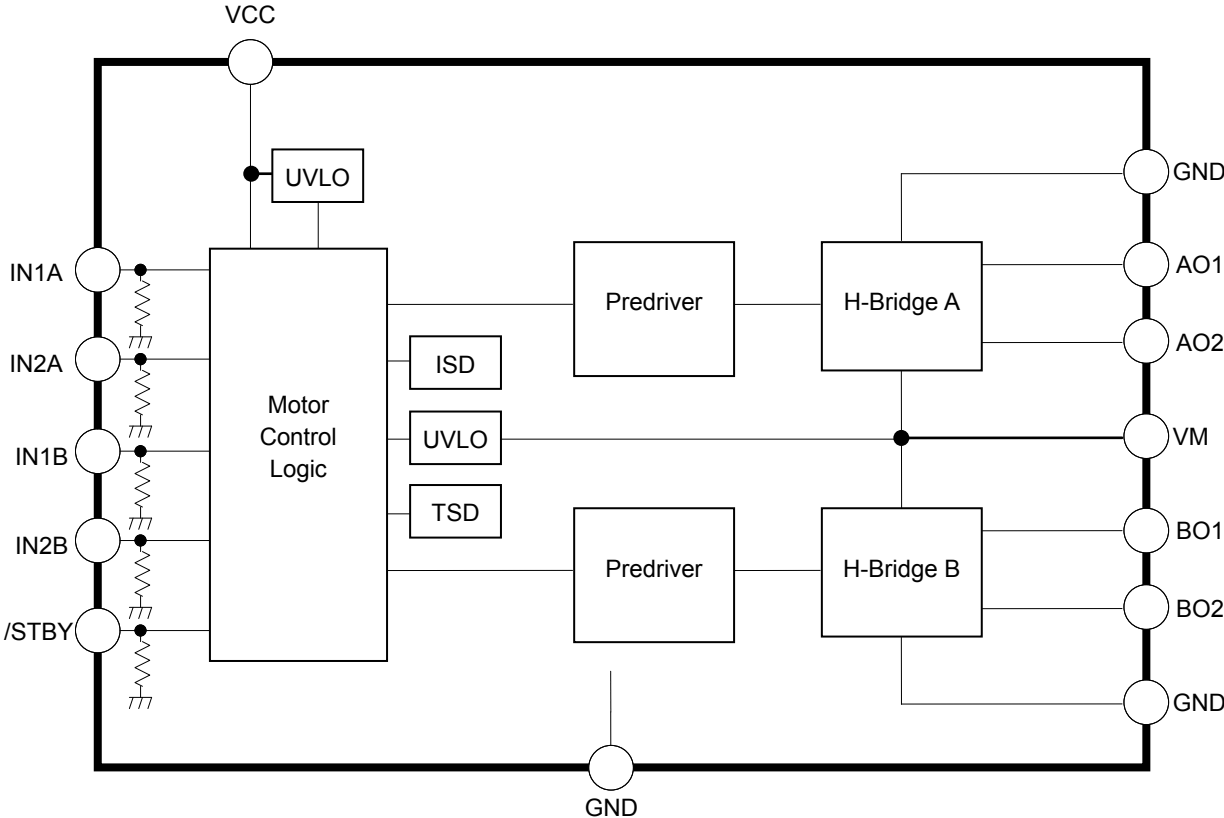 VCC
UVLO
GND
IN1A
AO1
Predriver
H-Bridge A
AO2
IN2A
ISD
Motor
Control
Logic
UVLO
VM
IN1B
TSD
BO1
IN2B
Predriver
H-Bridge B
BO2
/STBY
GND
GND